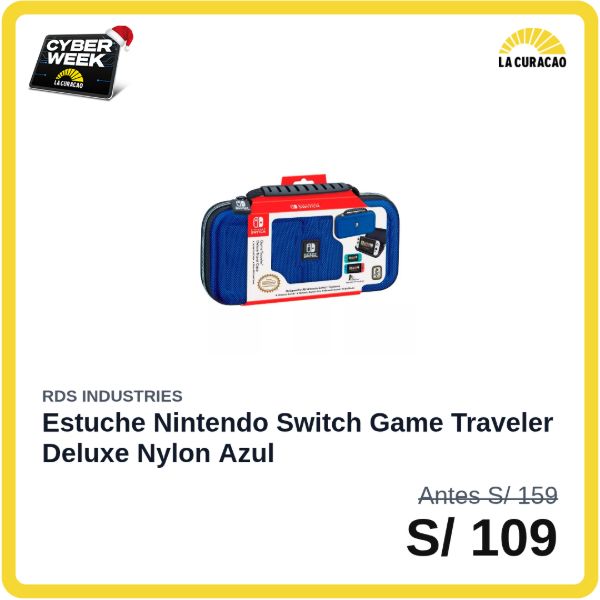 CYBER
WEEK
LA CURACAO
LA CURACAO
RDS INDUSTRIES
Estuche Nintendo Switch Game Traveler
Deluxe Nylon Azul
Antes S/ 159
S/ 109